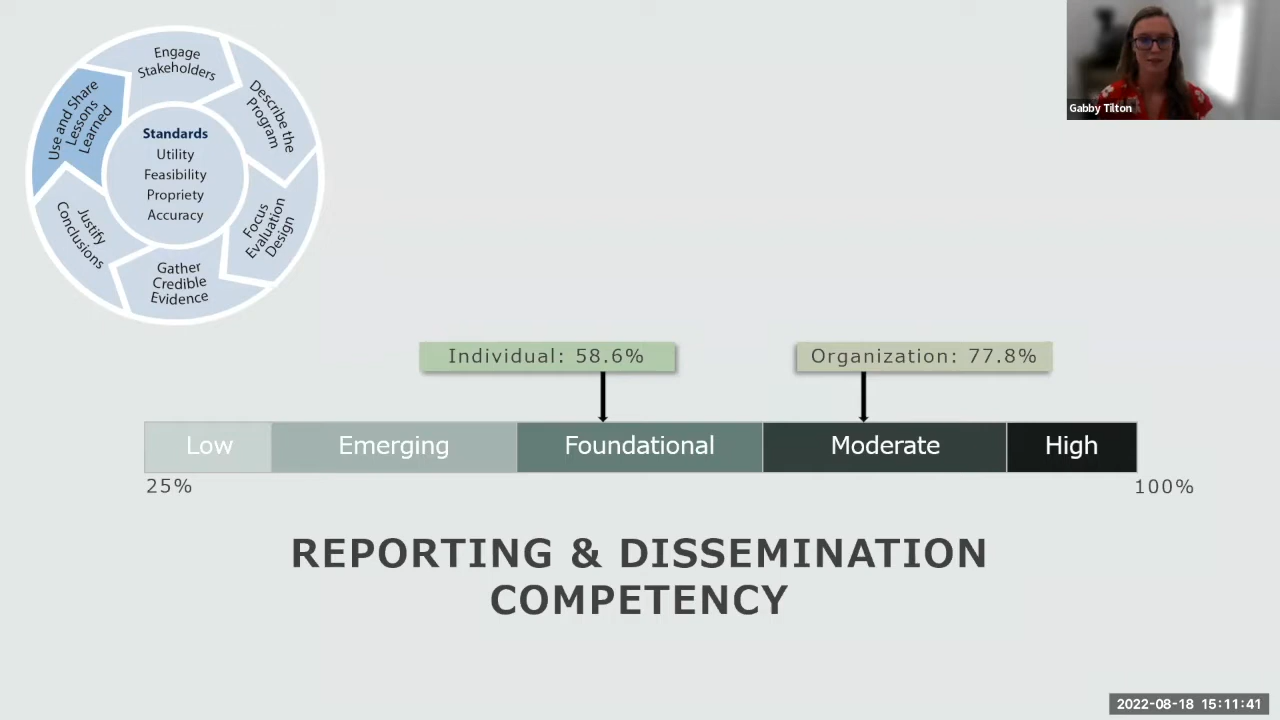 Engage
Stakeholders
Describe the
Program
Focus
Evaluation
Design
Gather
Credible
Evidence
Justify
Conclusions
Use and Share
Lessons
Learned
Standards
Utility
Feasibility
Propriety
Accuracy
Gabby Tilton
Individual: 58.6%
Organization: 77.8%
Low
Emerging
Foundational
Moderate
High
25%
100%
REPORTING & DISSEMINATION
COMPETENCY
2022-08-18 15:11:41